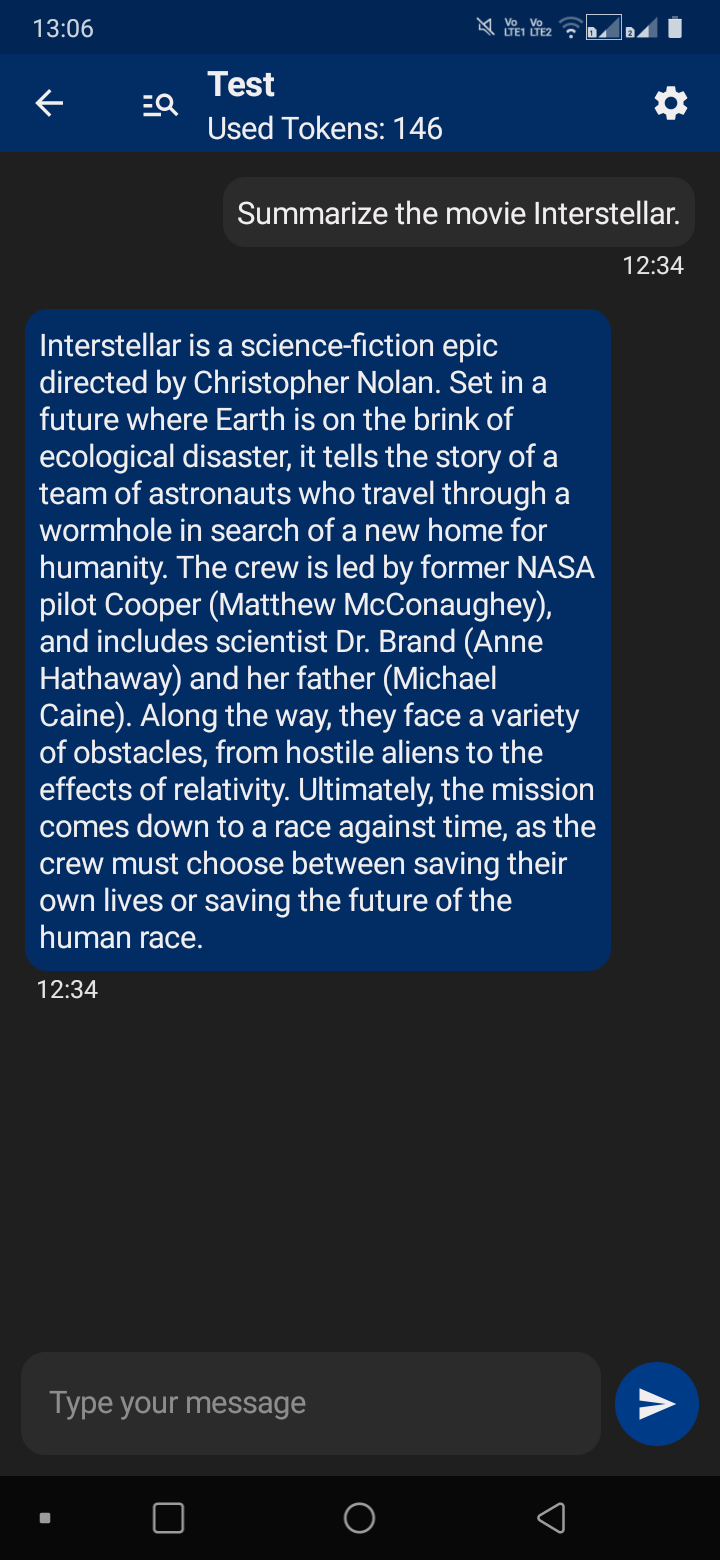 13:06
Vo LTE1 Vo LTE2
1
2
Test
Used Tokens: 146
Summarize the movie Interstellar.
12:34
Interstellar is a science-fiction epic
directed by Christopher Nolan. Set in a
future where Earth is on the brink of
ecological disaster, it tells the story of a
team of astronauts who travel through a
wormhole in search of a new home for
humanity. The crew is led by former NASA
pilot Cooper (Matthew McConaughey),
and includes scientist Dr. Brand (Anne
Hathaway) and her father (Michael
Caine). Along the way, they face a variety
of obstacles, from hostile aliens to the
effects of relativity. Ultimately, the mission
comes down to a race against time, as the
crew must choose between saving their
own lives or saving the future of the
human race.
12:34
Type your message